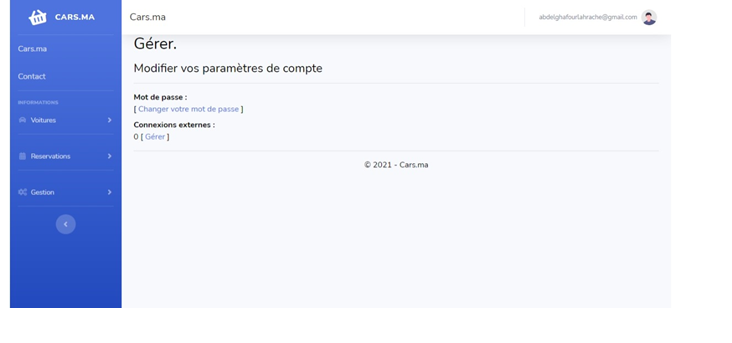 CARS.MA
Cars.ma
Contact
INFORMATIONS
Voitures
Reservations
Gestion
Cars.ma
abdelghafourlahrache@gmail.com
Gérer.
Modifier vos paramètres de compte
Mot de passe :
[ Changer votre mot de passe ]
Connexions externes :
0 [ Gérer ]
© 2021 - Cars.ma